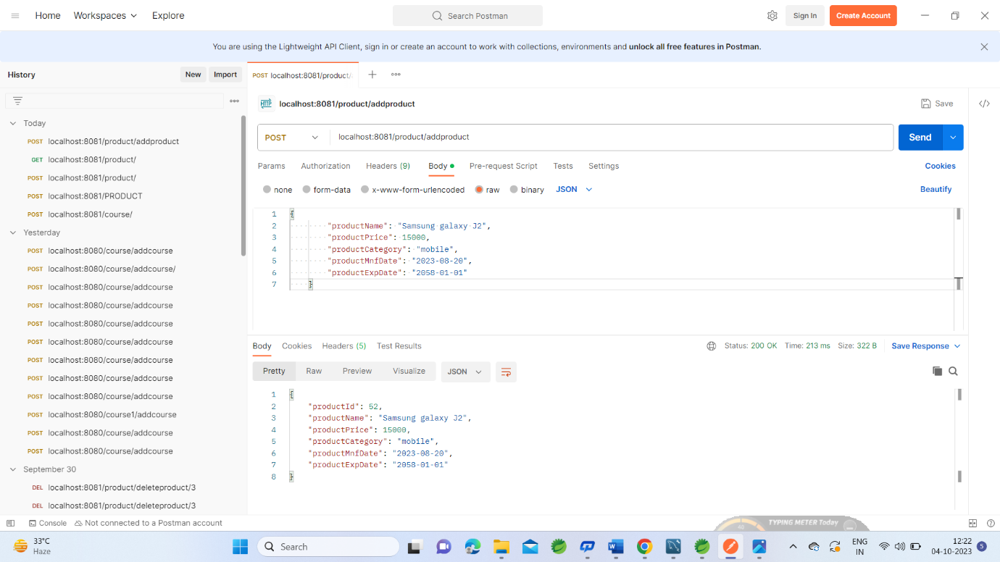 Home Workspaces Explore Search Postman Sign In Create Account
You are using the Lightweight API Client, sign in or create an account to work with collections, environments and unlock all free features in Postman.
History New Import
POST localhost:8081/product/
HTTP localhost:8081/product/addproduct Save
POST localhost:8081/product/addproduct Send
Params Authorization Headers (9) Body Pre-request Script Tests Settings Cookies
none form-data x-www-form-urlencoded raw binary JSON Beautify
1 {
2 "productName": "Samsung galaxy J2",
3 "productPrice": 15000,
4 "productCategory": "mobile",
5 "productMnfDate": "2023-08-20",
6 "productExpDate": "2058-01-01"
7 }
Body Cookies Headers (5) Test Results Status: 200 OK Time: 213 ms Size: 322 B Save Response
Pretty Raw Preview Visualize JSON
1 {
2 "productId": 52,
3 "productName": "Samsung galaxy J2",
4 "productPrice": 15000,
5 "productCategory": "mobile",
6 "productMnfDate": "2023-08-20",
7 "productExpDate": "2058-01-01"
8 }
Today
POST localhost:8081/product/addproduct
GET localhost:8081/product/
POST localhost:8081/product/
POST localhost:8081/PRODUCT
POST localhost:8081/course/
Yesterday
POST localhost:8080/course/addcourse
POST localhost:8080/course/addcourse/
POST localhost:8080/course/addcourse
POST localhost:8080/course/addcourse
POST localhost:8080/course/addcourse
POST localhost:8080/course/addcourse
POST localhost:8080/course/addcourse
POST localhost:8080/course/addcourse
POST localhost:8080/course/addcourse
POST localhost:8080/course1/addcourse
POST localhost:8080/course/addcourse
POST localhost:8080/course/addcourse
September 30
DEL localhost:8081/product/deleteproduct/3
DEL localhost:8081/product/deleteproduct/3
Console Not connected to a Postman account
TYPING METER Today
33°C
Haze
Search
ENG
IN
12:22
04-10-2023
5